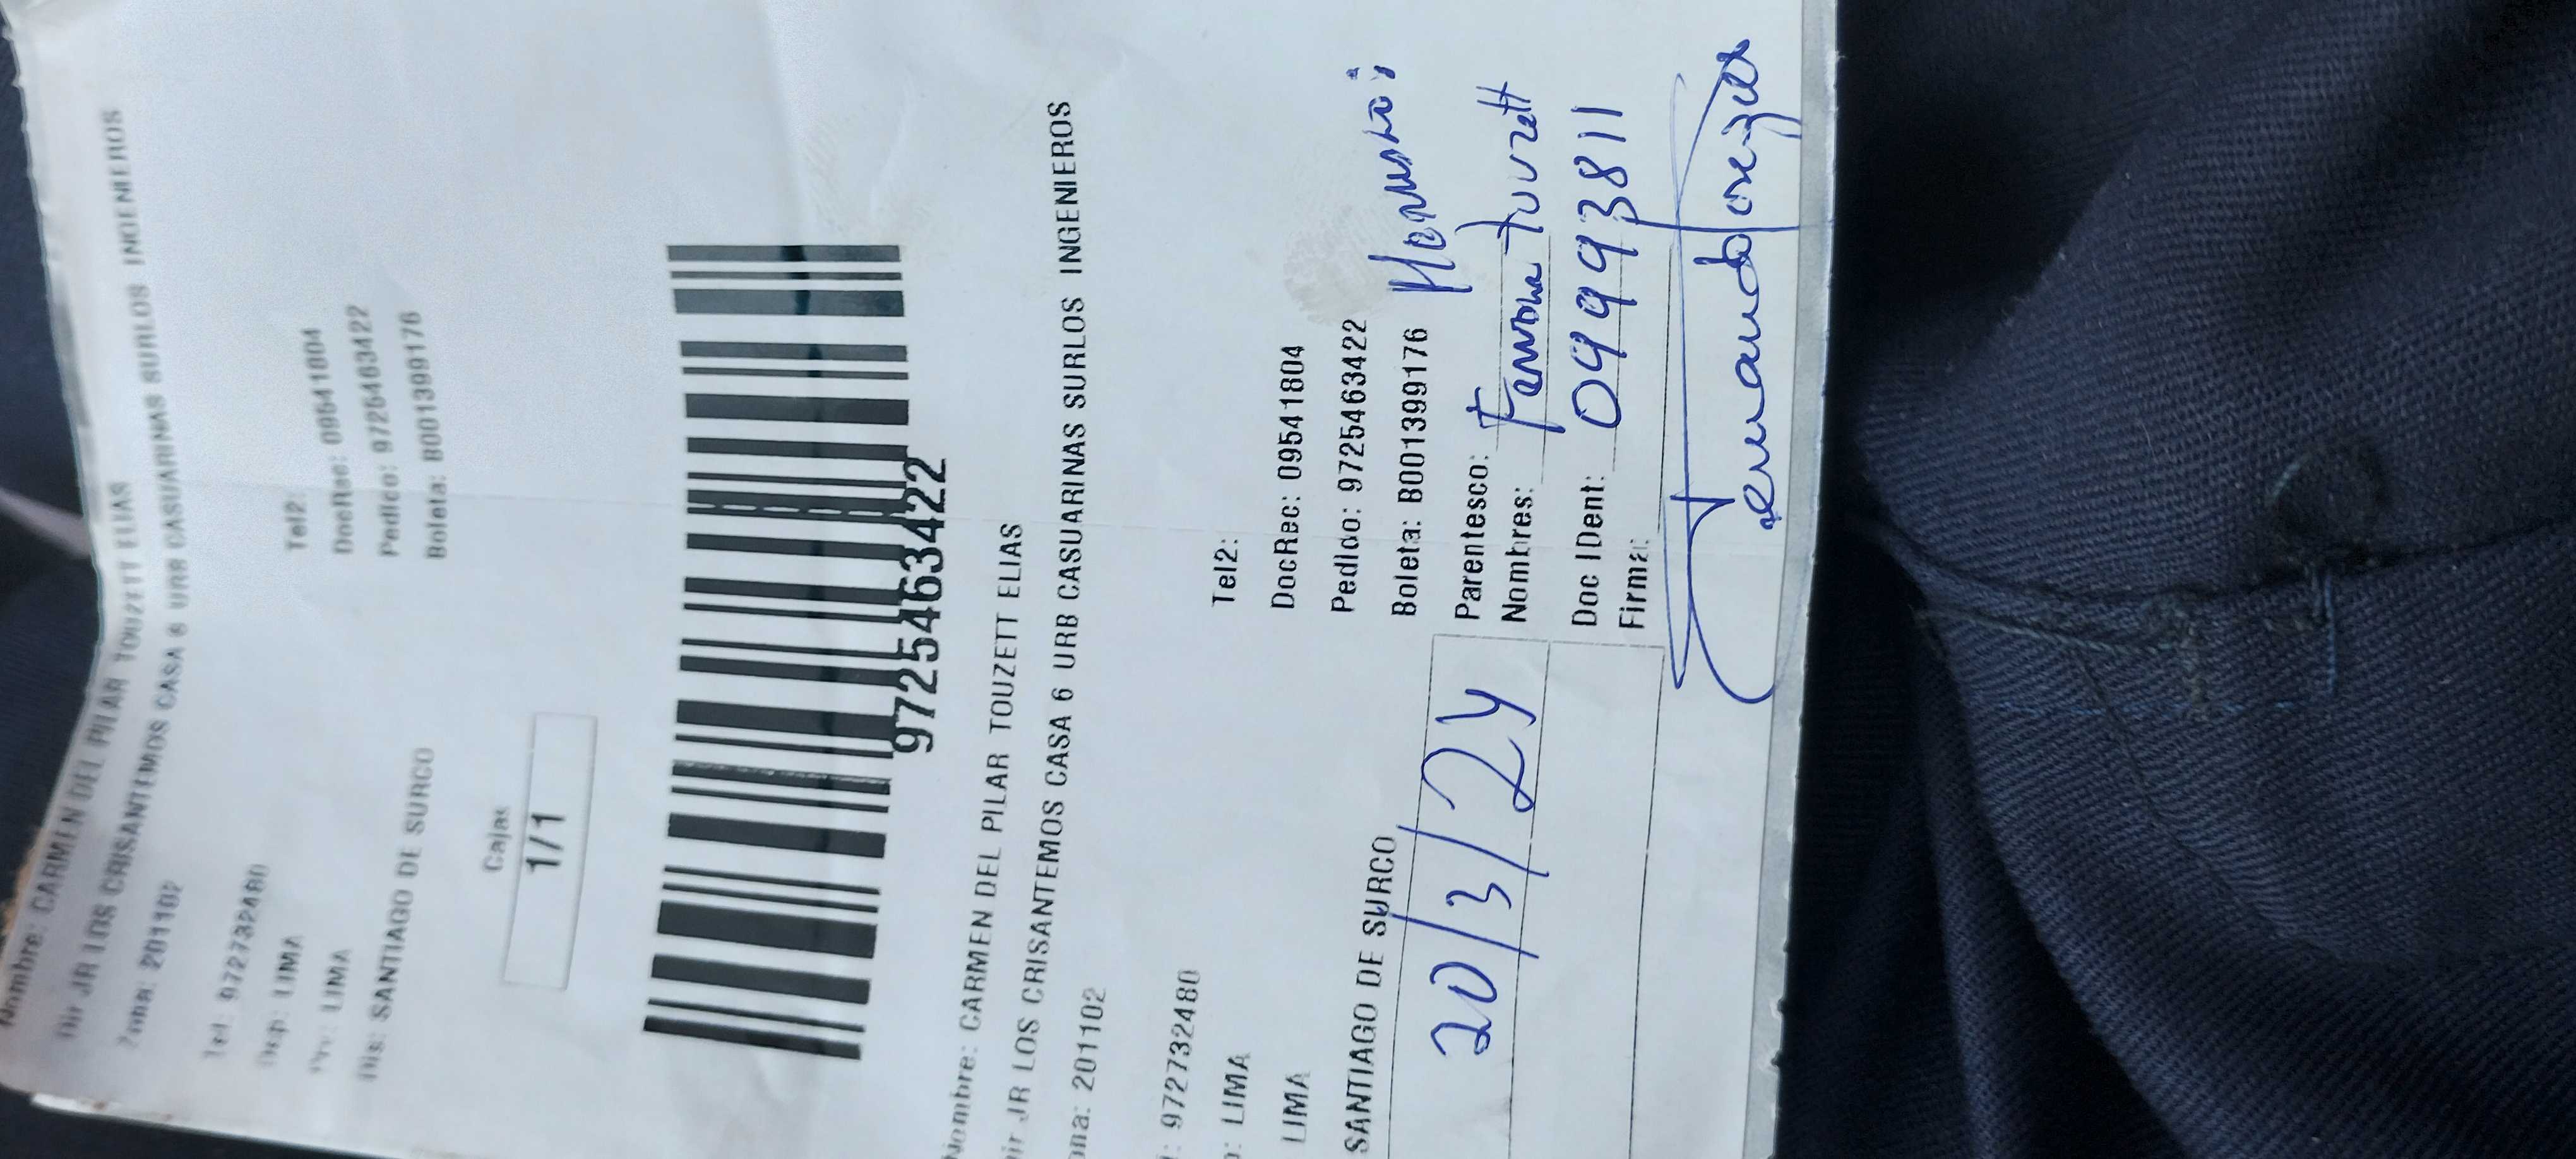 Nombre: CARMEN DEL PILAR TOUZETT ELIAS
Dir JR LOS CRISANTEMOS CASA 6 URB CASUARINAS SURLOS INGENIEROS
Zona: 201102
Tel: 972732480
Tel2:
Dep: LIMA
DocRec: 09541804
Prv: LIMA
Pedido: 9725463422
Dis: SANTIAGO DE SURCO
Boleta: B001399176
Cajas
1/1
9725463422
Nombre: CARMEN DEL PILAR TOUZETT ELIAS
ir JR LOS CRISANTEMOS CASA 6 URB CASUARINAS SURLOS INGENIEROS
ona: 201102
: 972732480
Tel2:
: LIMA
DocRec: 09541804
LIMA
Pedido: 9725463422
SANTIAGO DE SURCO
Boleta: B001399176
20/3/24
Parentesco:
Nombres: Touzett
Doc IDent: 09993811
Firma: